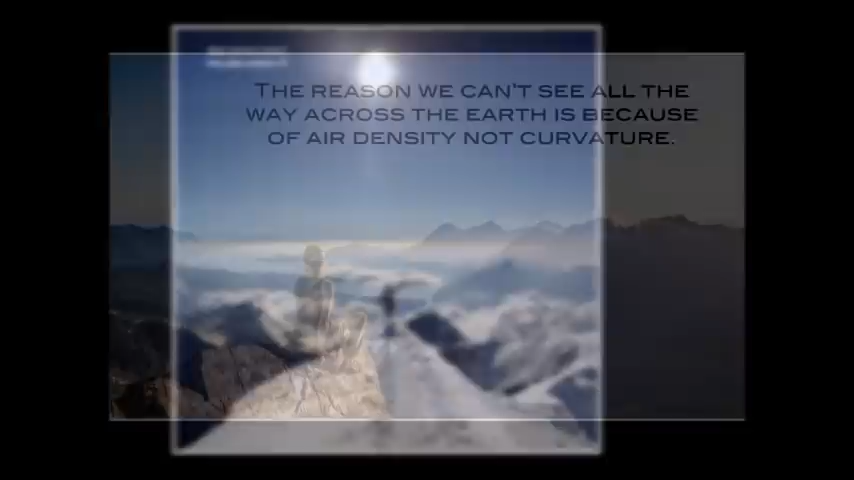 THE REASON WE CAN'T SEE ALL THE
WAY ACROSS THE EARTH IS BECAUSE
OF AIR DENSITY NOT CURVATURE.